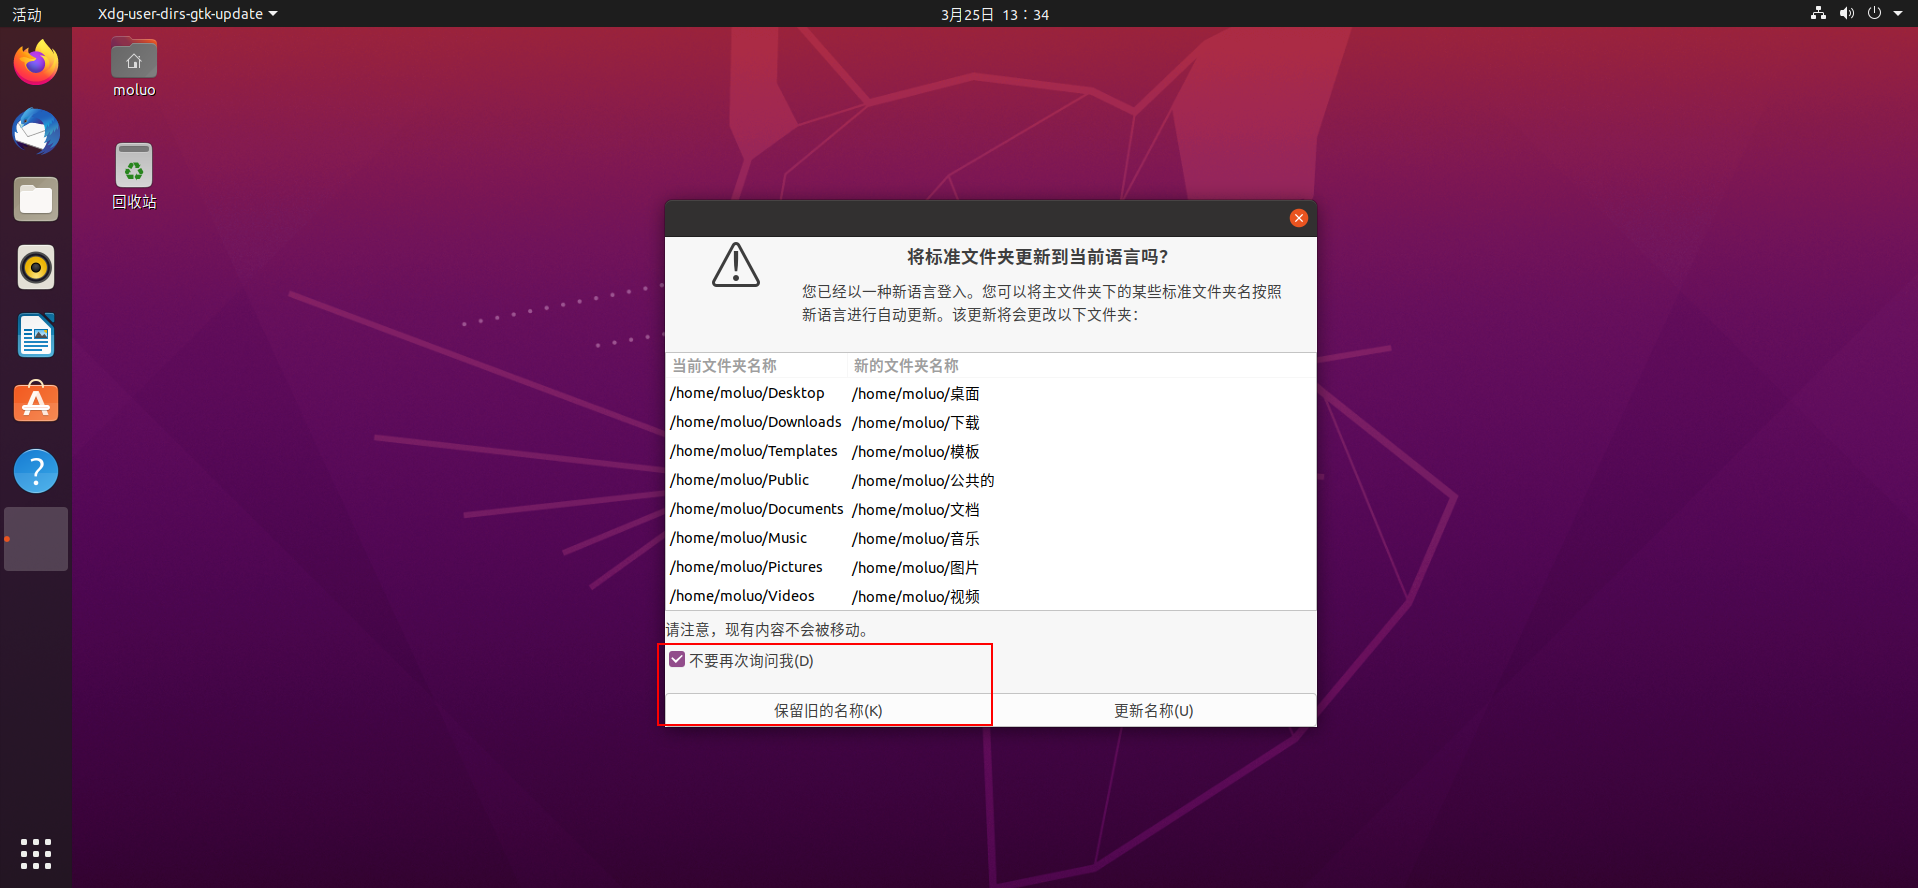 活动
Xdg-user-dirs-gtk-update
3月25日 13：34
moluo
回收站
将标准文件夹更新到当前语言吗？
您已经以一种新语言登入。您可以将主文件夹下的某些标准文件夹名按照
新语言进行自动更新。该更新将会更改以下文件夹：
当前文件夹名称 新的文件夹名称
/home/moluo/Desktop /home/moluo/桌面
/home/moluo/Downloads /home/moluo/下载
/home/moluo/Templates /home/moluo/模板
/home/moluo/Public /home/moluo/公共的
/home/moluo/Documents /home/moluo/文档
/home/moluo/Music /home/moluo/音乐
/home/moluo/Pictures /home/moluo/图片
/home/moluo/Videos /home/moluo/视频
请注意，现有内容不会被移动。
不要再次询问我(D)
保留旧的名称(K) 更新名称(U)